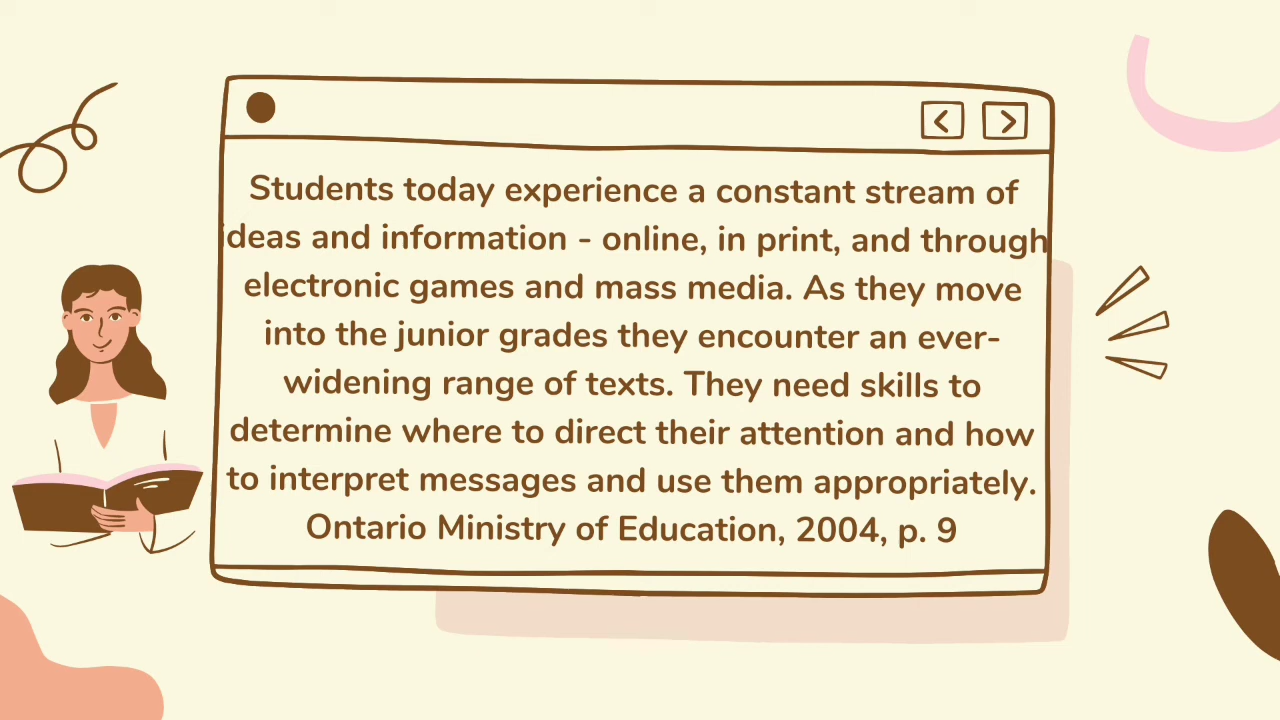 Students today experience a constant stream of
ideas and information - online, in print, and through
electronic games and mass media. As they move
into the junior grades they encounter an ever-
widening range of texts. They need skills to
determine where to direct their attention and how
to interpret messages and use them appropriately.
Ontario Ministry of Education, 2004, p. 9